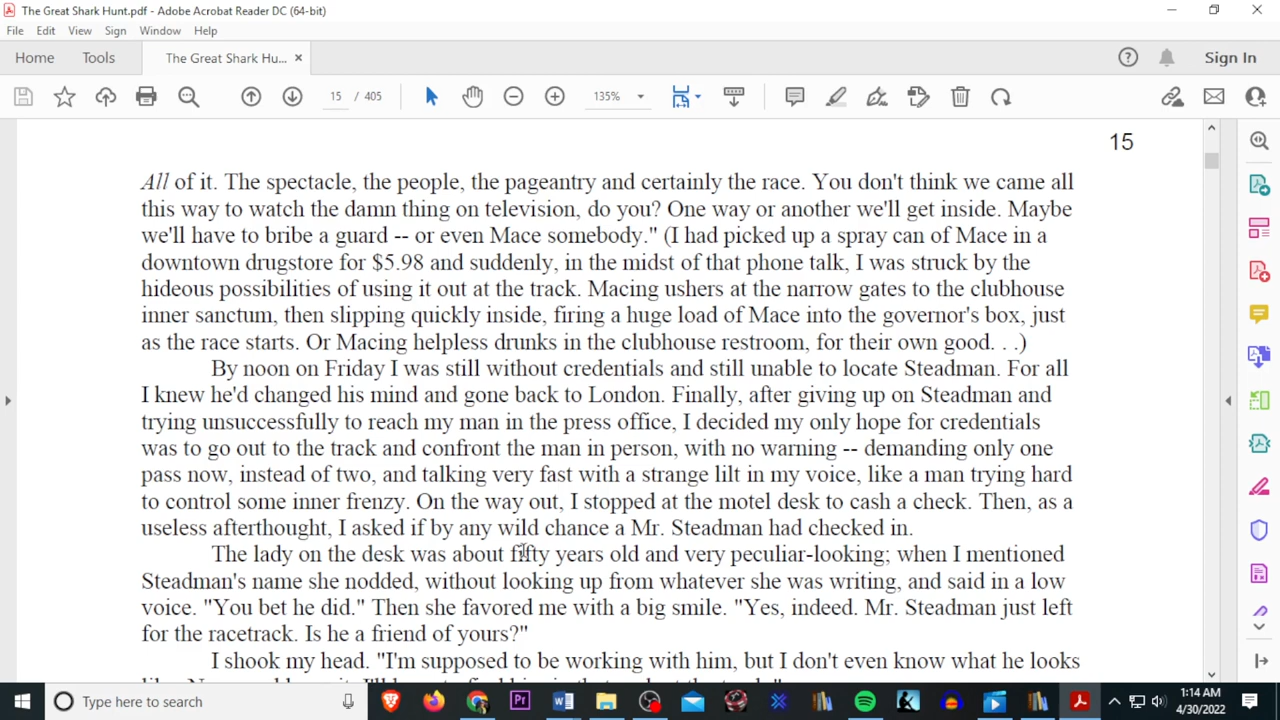 The Great Shark Hunt.pdf - Adobe Acrobat Reader DC (64-bit)
File Edit View Sign Window Help
Home Tools The Great Shark Hu... × Sign In
15 / 405 135%
15
All of it. The spectacle, the people, the pageantry and certainly the race. You don't think we came all
this way to watch the damn thing on television, do you? One way or another we'll get inside. Maybe
we'll have to bribe a guard -- or even Mace somebody." (I had picked up a spray can of Mace in a
downtown drugstore for $5.98 and suddenly, in the midst of that phone talk, I was struck by the
hideous possibilities of using it out at the track. Macing ushers at the narrow gates to the clubhouse
inner sanctum, then slipping quickly inside, firing a huge load of Mace into the governor's box, just
as the race starts. Or Macing helpless drunks in the clubhouse restroom, for their own good. . .)
By noon on Friday I was still without credentials and still unable to locate Steadman. For all
I knew he'd changed his mind and gone back to London. Finally, after giving up on Steadman and
trying unsuccessfully to reach my man in the press office, I decided my only hope for credentials
was to go out to the track and confront the man in person, with no warning -- demanding only one
pass now, instead of two, and talking very fast with a strange lilt in my voice, like a man trying hard
to control some inner frenzy. On the way out, I stopped at the motel desk to cash a check. Then, as a
useless afterthought, I asked if by any wild chance a Mr. Steadman had checked in.
The lady on the desk was about fifty years old and very peculiar-looking; when I mentioned
Steadman's name she nodded, without looking up from whatever she was writing, and said in a low
voice. "You bet he did." Then she favored me with a big smile. "Yes, indeed. Mr. Steadman just left
for the racetrack. Is he a friend of yours?"
I shook my head. "I'm supposed to be working with him, but I don't even know what he looks
Type here to search
1:14 AM
4/30/2022